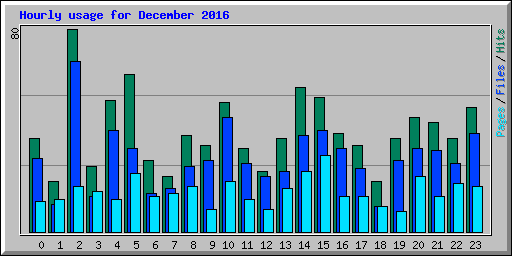 Hourly usage for December 2016
80
Pages/Files/Hits
0 1 2 3 4 5 6 7 8 9 10 11 12 13 14 15 16 17 18 19 20 21 22 23